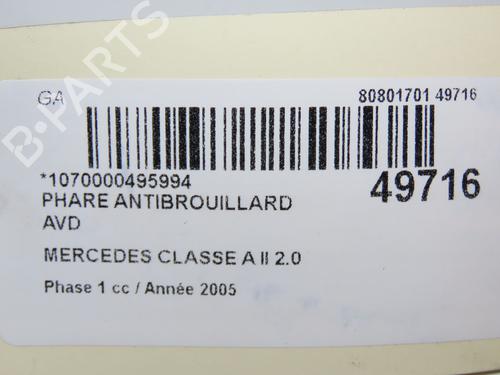 B-PARTS
GA
80801701 49716
*1070000495994
49716
PHARE ANTIBROUILLARD
AVD
MERCEDES CLASSE A II 2.0
Phase 1 cc / Année 2005